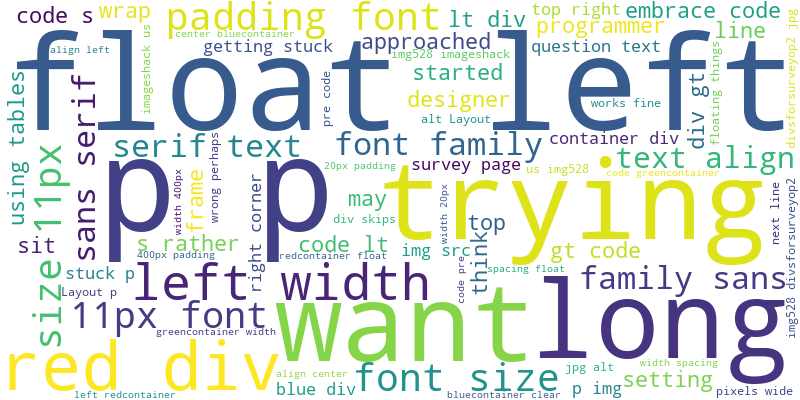 code s
wrap
padding font
lt div
top right
embrace code
center bluecontainer
getting stuck
approached
programmer
line
align left
imageshack us
img528 imageshack
question text
divsforsurveyop2 jpg
float left
started
pre code
designer
works fine
div gt
floating things
using tables
sans serif
alt Layout
serif text
font family
container div
11px
p p
20px padding
survey page
us img528
code greencontainer
text align
trying
width 400px
frame
wrong perhaps
may
width 20px
div skips
top
next line
sit
s rather
right corner
code lt
img src
think
gt code
400px padding
redcontainer float
stuck p
left width
code pre
spacing float
family sans
size
Layout p
want
long
img528 divsforsurveyop2
11px font
greencontainer width
red div
font size
jpg alt
width spacing
align center
setting
blue div
p img
left redcontainer
bluecontainer clear
pixels wide